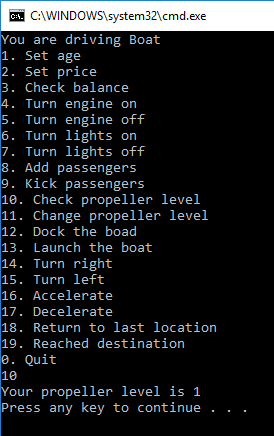 C:\WINDOWS\system32\cmd.exe
You are driving Boat
1. Set age
2. Set price
3. Check balance
4. Turn engine on
5. Turn engine off
6. Turn lights on
7. Turn lights off
8. Add passengers
9. Kick passengers
10. Check propeller level
11. Change propeller level
12. Dock the boad
13. Launch the boat
14. Turn right
15. Turn left
16. Accelerate
17. Decelerate
18. Return to last location
19. Reached destination
0. Quit
10
Your propeller level is 1
Press any key to continue . . .